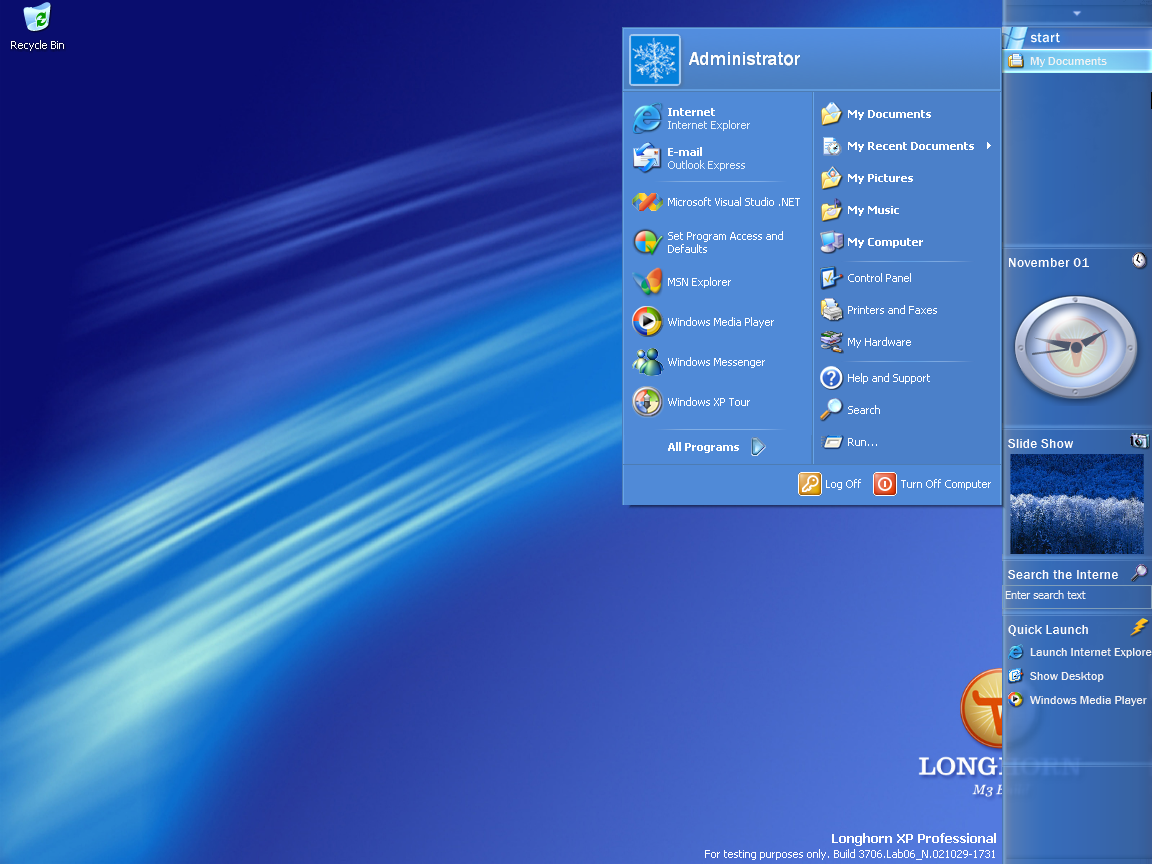 Recycle Bin
Administrator
Internet
Internet Explorer
E-mail
Outlook Express
Microsoft Visual Studio .NET
Set Program Access and
Defaults
MSN Explorer
Windows Media Player
Windows Messenger
Windows XP Tour
All Programs
My Documents
My Recent Documents
My Pictures
My Music
My Computer
Control Panel
Printers and Faxes
My Hardware
Help and Support
Search
Run...
Log Off
Turn Off Computer
start
My Documents
November 01
Slide Show
Search the Interne
Enter search text
Quick Launch
Launch Internet Explore
Show Desktop
Windows Media Player
LONGHORN
M3
Longhorn XP Professional
For testing purposes only. Build 3706.Lab06_N.021029-1731